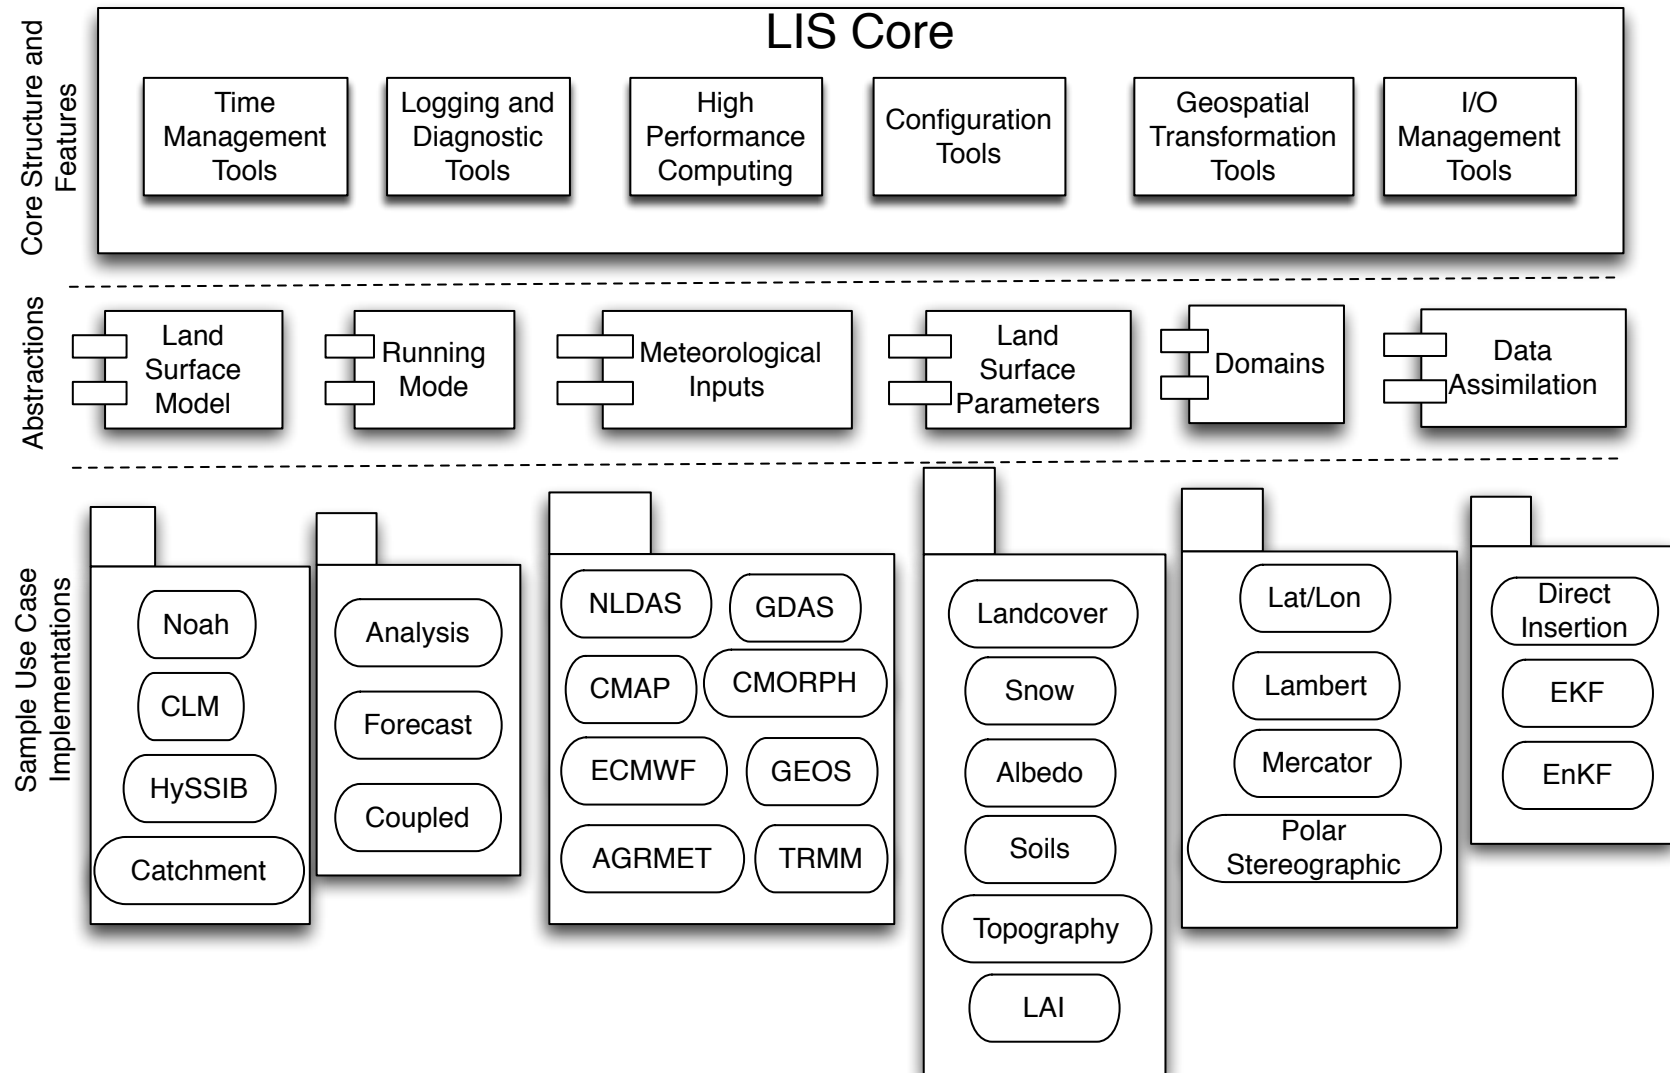 LIS Core
Core Structure and
Features
Time
Management
Tools
Logging and
Diagnostic
Tools
High
Performance
Computing
Configuration
Tools
Geospatial
Transformation
Tools
I/O
Management
Tools
Abstractions
Land
Surface
Model
Running
Mode
Meteorological
Inputs
Land
Surface
Parameters
Domains
Data
Assimilation
Sample Use Case
Implementations
Noah
CLM
HySSIB
Catchment
Analysis
Forecast
Coupled
NLDAS
GDAS
CMAP
CMORPH
ECMWF
GEOS
AGRMET
TRMM
Landcover
Snow
Albedo
Soils
Topography
LAI
Lat/Lon
Lambert
Mercator
Polar
Stereographic
Direct
Insertion
EKF
EnKF